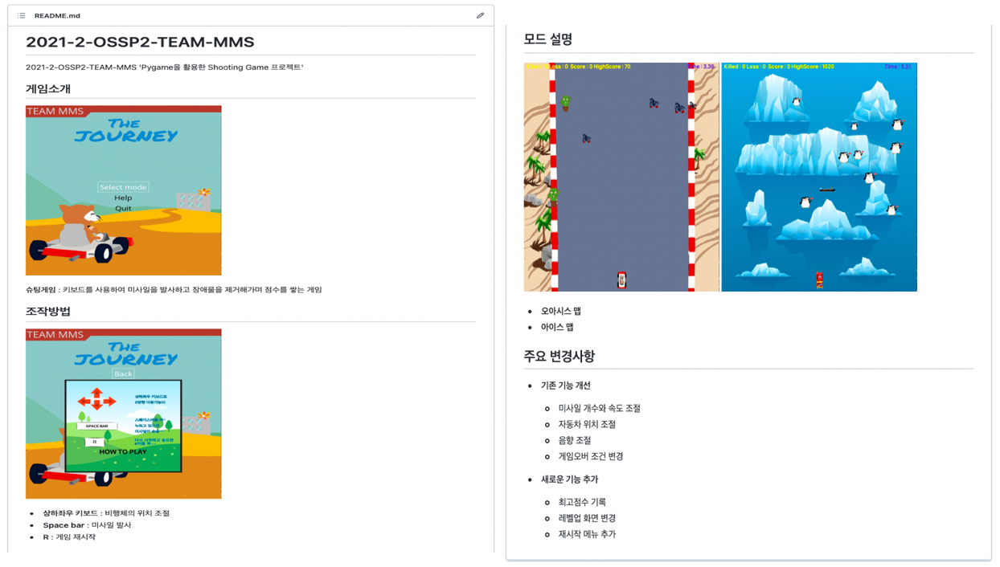 README.md
2021-2-OSSP2-TEAM-MMS
2021-2-OSSP2-TEAM-MMS 'Pygame을 활용한 Shooting Game 프로젝트'
게임소개
TEAM MMS
THE
JOURNEY
Select mode
Help
Quit
슈팅게임 : 키보드를 사용하여 미사일을 발사하고 장애물을 제거해가며 점수를 쌓는 게임
조작방법
TEAM MMS
THE
JOURNEY
Back
상하좌우 키보드로
SPACE BAR
R
HOW TO PLAY
• 상하좌우 키보드 : 비행체의 위치 조절
• Space bar : 미사일 발사
• R : 게임 재시작
모드 설명
Loss : 0 Score : 0 HighScore : 70
3.36
Killed : 0 Loss : 0 Score : 0 HighScore : 1020
Time : 5.21
• 오아시스 맵
• 아이스 맵
주요 변경사항
• 기존 기능 개선
미사일 개수와 속도 조절
자동차 위치 조절
음향 조절
게임오버 조건 변경
• 새로운 기능 추가
최고점수 기록
레벨업 화면 변경
재시작 메뉴 추가